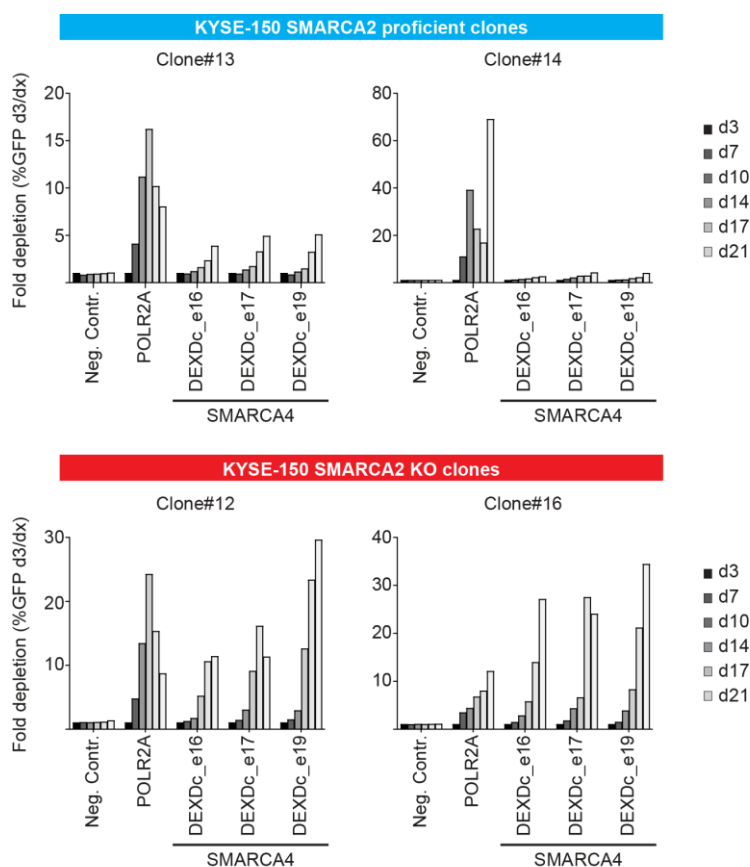 KYSE-150 SMARCA2 proficient clones
Clone#13
Clone#14
Fold depletion (%GFP d3/dx)
20
15
10
5
80
60
40
20
d3
d7
d10
d14
d17
d21
Neg. Contr.
POLR2A
DEXDc_e16
DEXDc_e17
DEXDc_e19
SMARCA4
Neg. Contr.
POLR2A
DEXDc_e16
DEXDc_e17
DEXDc_e19
SMARCA4
KYSE-150 SMARCA2 KO clones
Clone#12
Clone#16
Fold depletion (%GFP d3/dx)
30
20
10
40
30
20
10
d3
d7
d10
d14
d17
d21
Neg. Contr.
POLR2A
DEXDc_e16
DEXDc_e17
DEXDc_e19
SMARCA4
Neg. Contr.
POLR2A
DEXDc_e16
DEXDc_e17
DEXDc_e19
SMARCA4